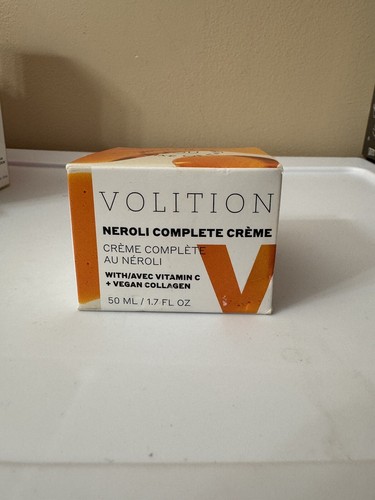 VOLITION
NEROLI COMPLETE CRÈME
CRÈME COMPLÈTE
AU NÉROLI
WITH/AVEC VITAMIN C
+ VEGAN COLLAGEN
50 ML / 1.7 FL OZ
V